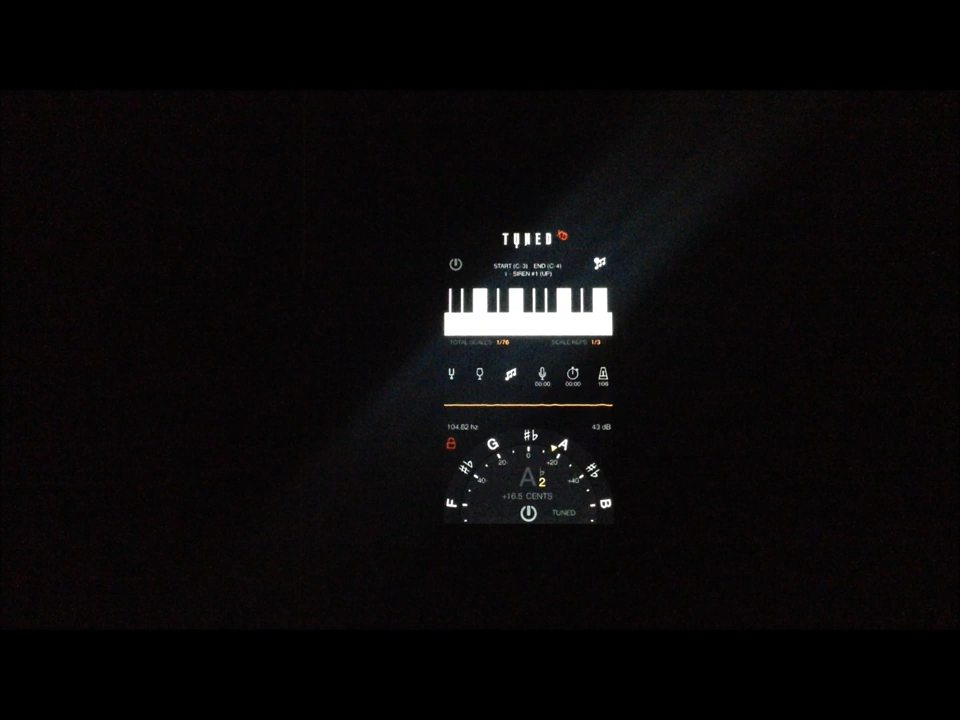 TUNED
START (C-3) END (C-4)
1 - SIREN #1 (UP)
TOTAL SCALES 1/76 SCALE REPS 1/3
00:00 00:00 106
104.82 hz 43 dB
F #♭ G #♭ A #♭ B
-40 -20 0 +20 +40
A♭2
+16.5 CENTS
TUNED